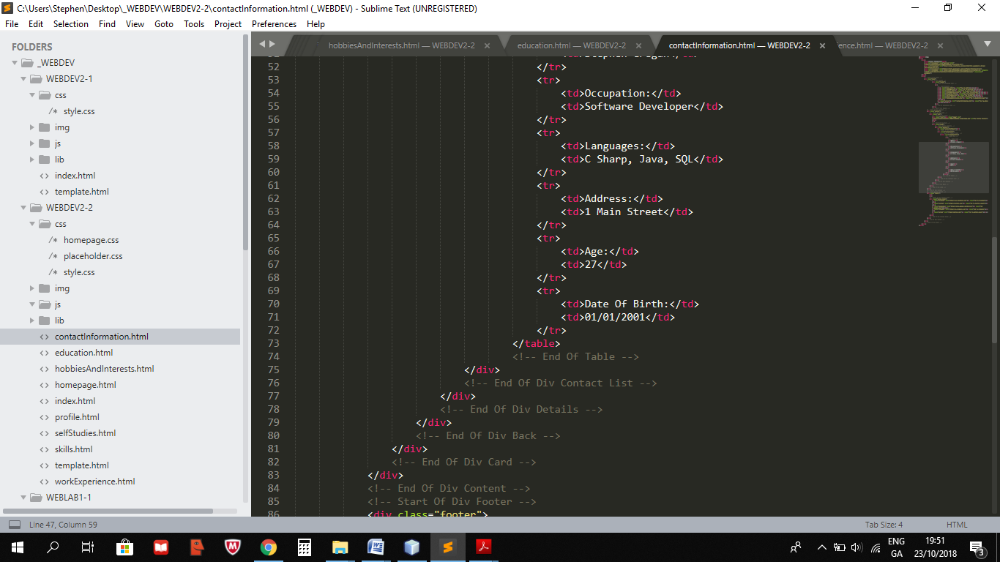 C:\Users\Stephen\Desktop\_WEBDEV\WEBDEV2-2\contactInformation.html (_WEBDEV) - Sublime Text (UNREGISTERED)
File Edit Selection Find View Goto Tools Project Preferences Help
FOLDERS
_WEBDEV
WEBDEV2-1
css
/* style.css
img
js
lib
<> index.html
<> template.html
WEBDEV2-2
css
/* homepage.css
/* placeholder.css
/* style.css
img
js
lib
<> contactInformation.html
<> education.html
<> hobbiesAndInterests.html
<> homepage.html
<> index.html
<> profile.html
<> selfStudies.html
<> skills.html
<> template.html
<> workExperience.html
WEBLAB1-1
hobbiesAndInterests.html — WEBDEV2-2 education.html — WEBDEV2-2 contactInformation.html — WEBDEV2-2 ence.html — WEBDEV2-2
52 </tr>
53 <tr>
54 <td>Occupation:</td>
55 <td>Software Developer</td>
56 </tr>
57 <tr>
58 <td>Languages:</td>
59 <td>C Sharp, Java, SQL</td>
60 </tr>
61 <tr>
62 <td>Address:</td>
63 <td>1 Main Street</td>
64 </tr>
65 <tr>
66 <td>Age:</td>
67 <td>27</td>
68 </tr>
69 <tr>
70 <td>Date Of Birth:</td>
71 <td>01/01/2001</td>
72 </tr>
73 </table>
74 <!-- End Of Table -->
75 </div>
76 <!-- End Of Div Contact List -->
77 </div>
78 <!-- End Of Div Details -->
79 </div>
80 <!-- End Of Div Back -->
81 </div>
82 <!-- End Of Div Card -->
83 </div>
84 <!-- End Of Div Content -->
85 <!-- Start Of Div Footer -->
86 <div class="footer">
Line 47, Column 59 Tab Size: 4 HTML
ENG 19:51
GA 23/10/2018 3